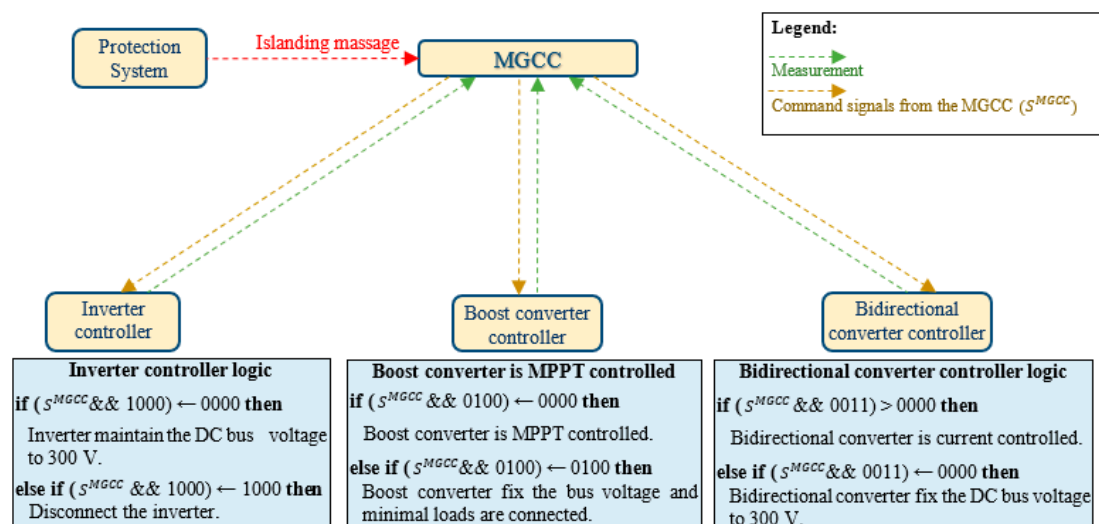 Protection
System
Islanding massage
MGCC
Legend:
Measurement
Command signals from the MGCC (S^MGCC)
Inverter
controller
Boost converter
controller
Bidirectional
converter controller
Inverter controller logic
if (S^MGCC && 1000) ← 0000 then
Inverter maintain the DC bus voltage
to 300 V.
else if (S^MGCC && 1000) ← 1000 then
Disconnect the inverter.
Boost converter is MPPT controlled
if (S^MGCC && 0100) ← 0000 then
Boost converter is MPPT controlled.
else if (S^MGCC && 0100) ← 0100 then
Boost converter fix the bus voltage and
minimal loads are connected.
Bidirectional converter controller logic
if (S^MGCC && 0011) > 0000 then
Bidirectional converter is current controlled.
else if (S^MGCC && 0011) ← 0000 then
Bidirectional converter fix the DC bus voltage
to 300 V.